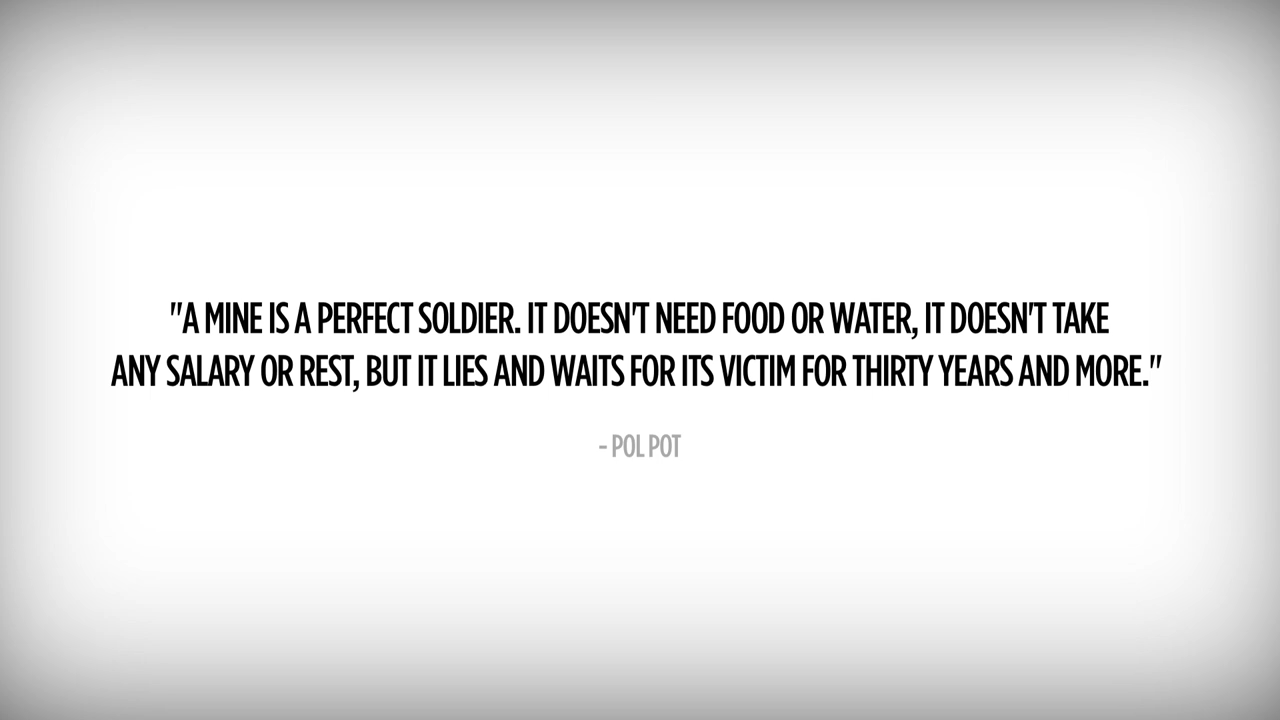 "A MINE IS A PERFECT SOLDIER. IT DOESN'T NEED FOOD OR WATER, IT DOESN'T TAKE
ANY SALARY OR REST, BUT IT LIES AND WAITS FOR ITS VICTIM FOR THIRTY YEARS AND MORE."
- POL POT